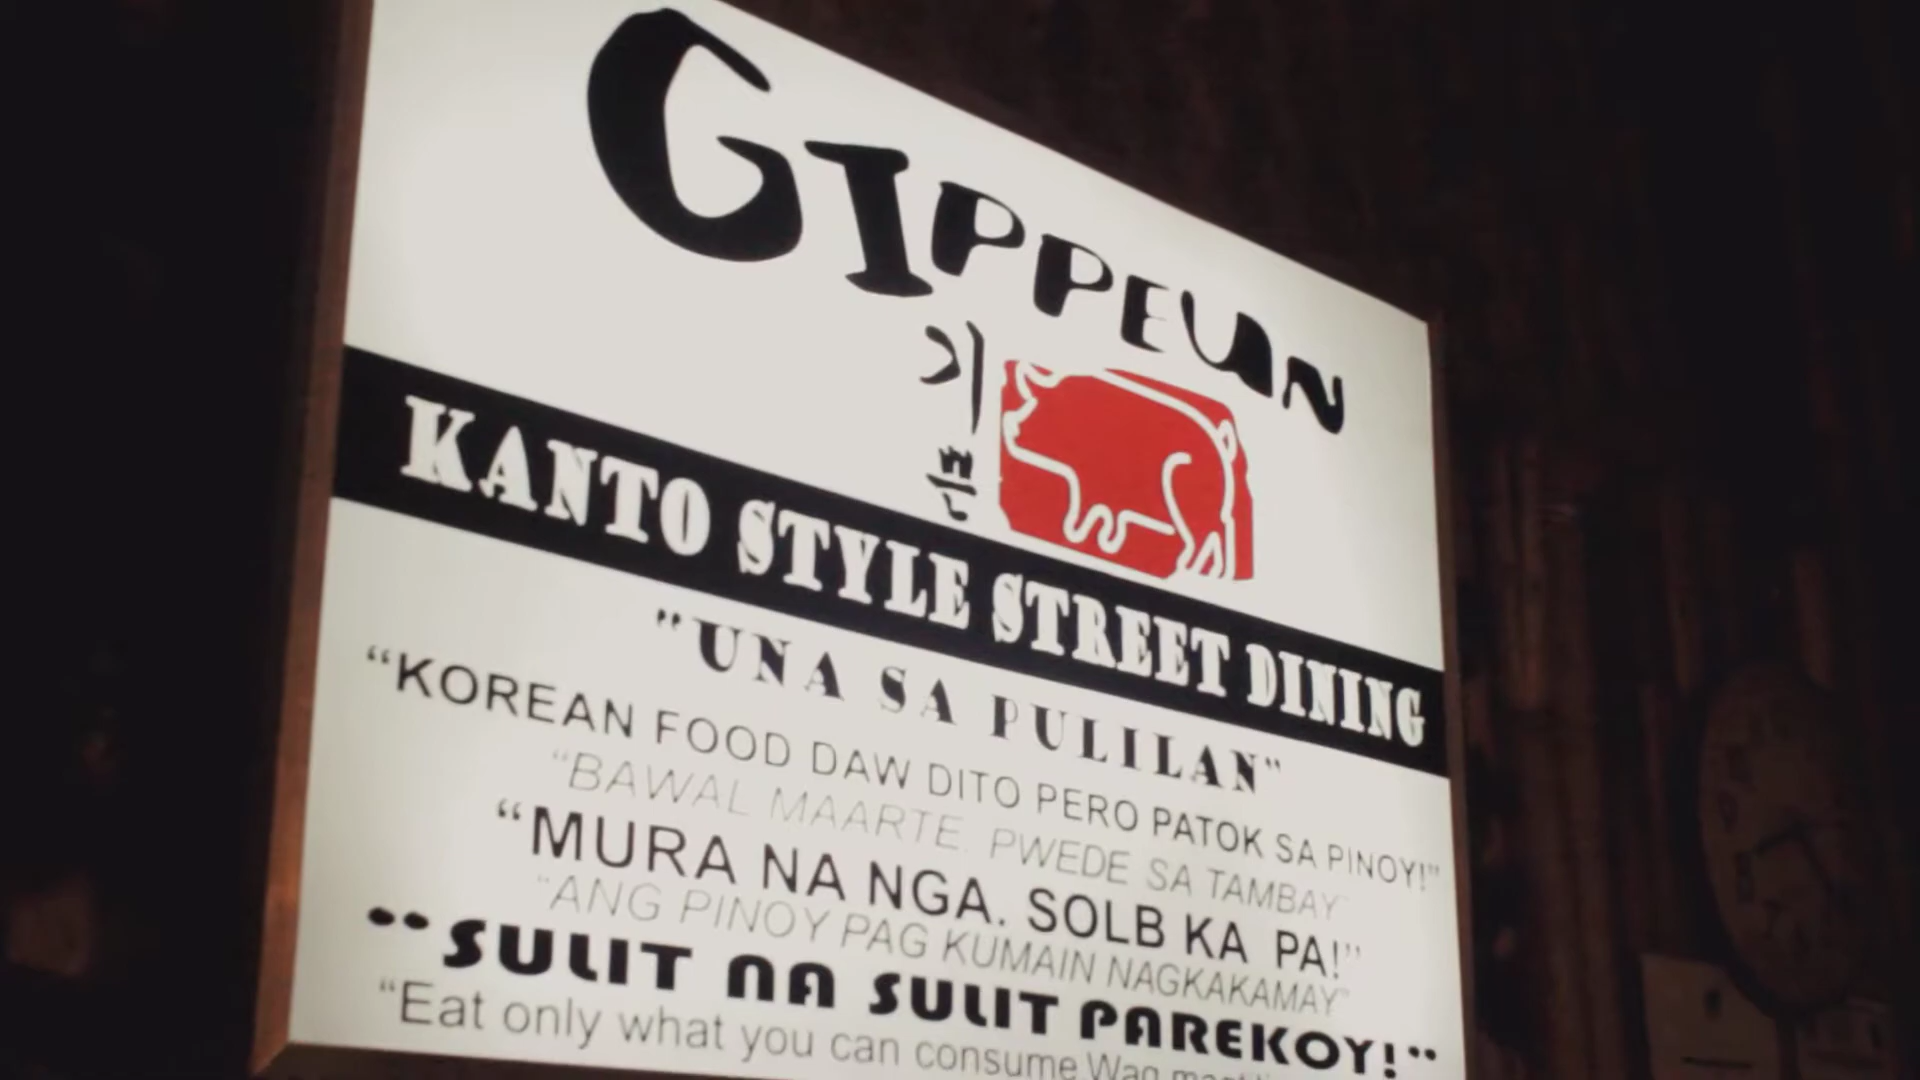 GIPPEUN
기쁜
KANTO STYLE STREET DINING
"UNA SA PULILAN"
"KOREAN FOOD DAW DITO PERO PATOK SA PINOY!"
"BAWAL MAARTE. PWEDE SA TAMBAY"
"MURA NA NGA. SOLB KA PA!"
"ANG PINOY PAG KUMAIN NAGKAKAMAY"
"SULIT NA SULIT PAREKOY!"
"Eat only what you can consume Wag